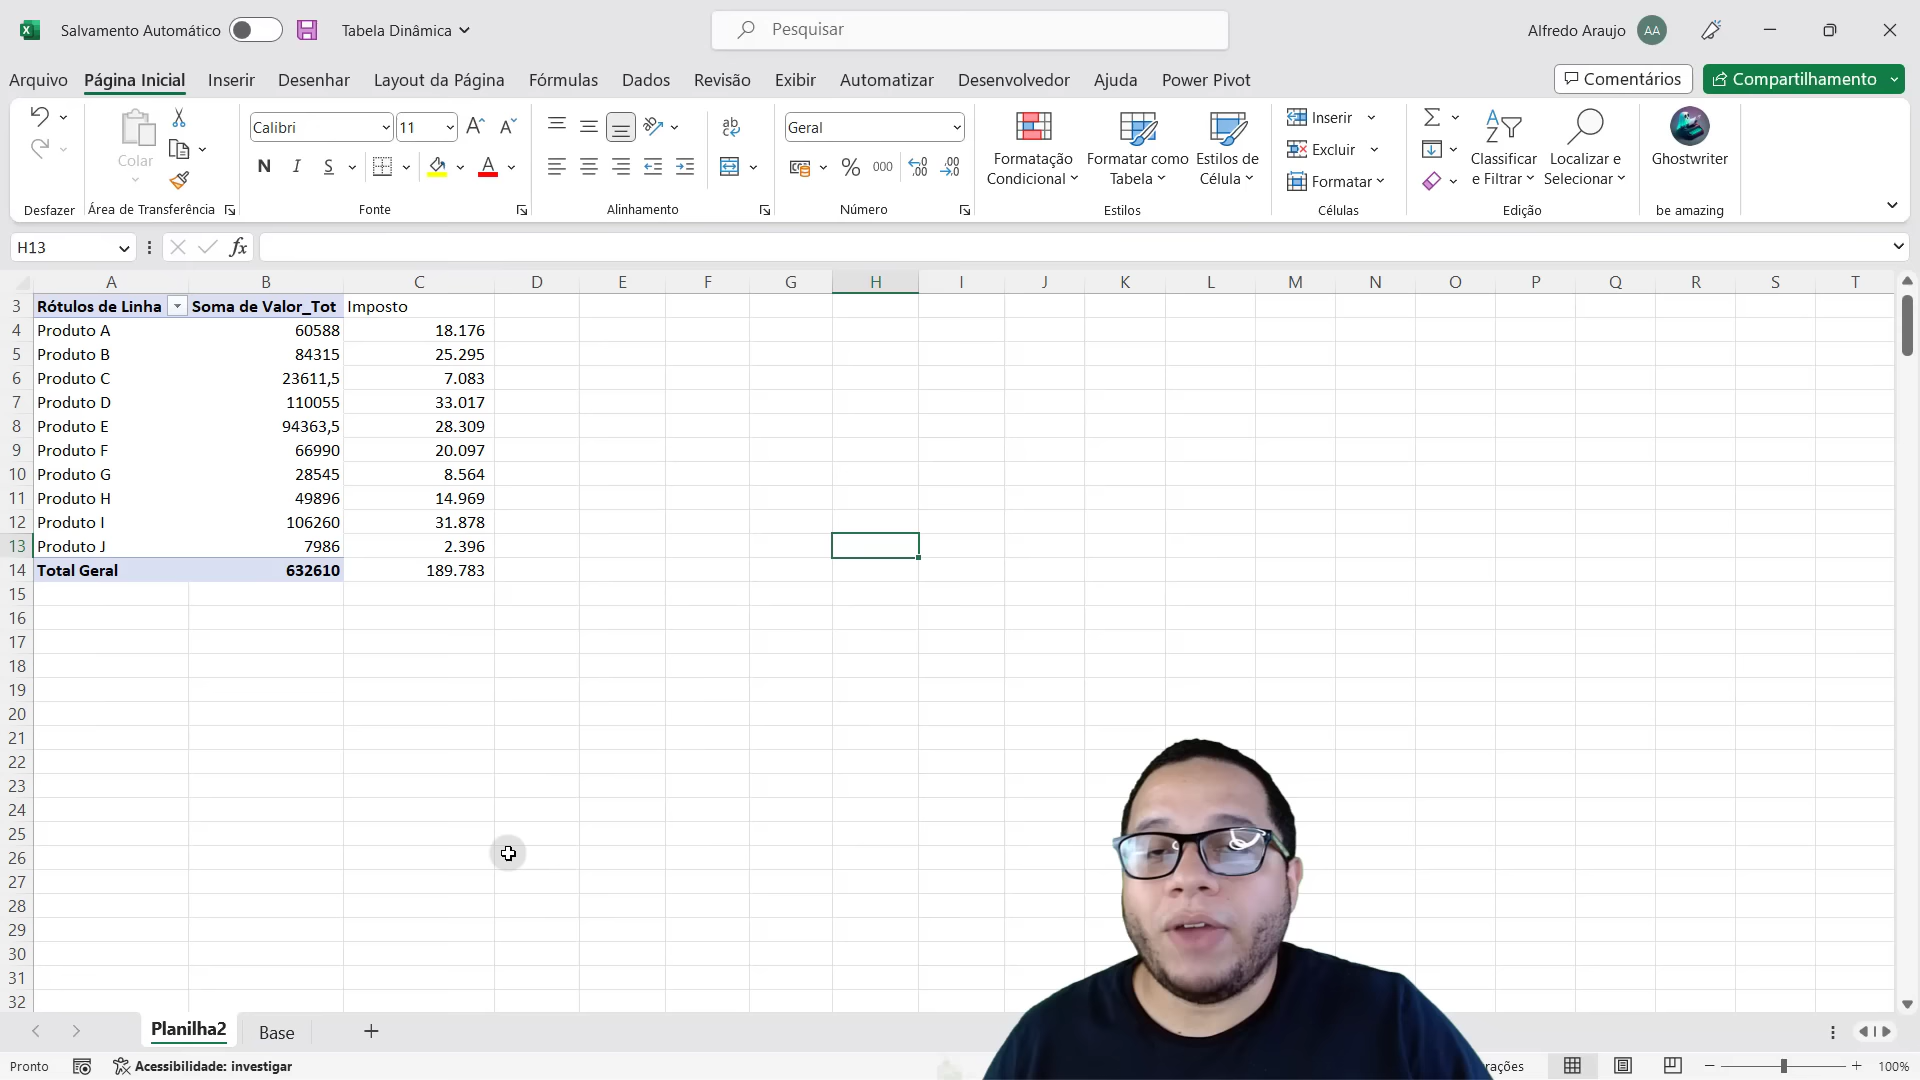 Salvamento Automático
Tabela Dinâmica
Pesquisar
Alfredo Araujo AA
Arquivo Página Inicial Inserir Desenhar Layout da Página Fórmulas Dados Revisão Exibir Automatizar Desenvolvedor Ajuda Power Pivot
Comentários Compartilhamento
Desfazer
Colar
Área de Transferência
Calibri 11
N I S
Fonte
ab
Alinhamento
Geral
% 000
Número
Formatação Condicional
Formatar como Tabela
Estilos de Célula
Estilos
Inserir
Excluir
Formatar
Células
Classificar e Filtrar
Localizar e Selecionar
Edição
Ghostwriter
be amazing
H13 fx
A B C D E F G H I J K L M N O P Q R S T
3 Rótulos de Linha Soma de Valor_Tot Imposto
4 Produto A 60588 18.176
5 Produto B 84315 25.295
6 Produto C 23611,5 7.083
7 Produto D 110055 33.017
8 Produto E 94363,5 28.309
9 Produto F 66990 20.097
10 Produto G 28545 8.564
11 Produto H 49896 14.969
12 Produto I 106260 31.878
13 Produto J 7986 2.396
14 Total Geral 632610 189.783
15
16
17
18
19
20
21
22
23
24
25
26
27
28
29
30
31
32
Planilha2 Base
Pronto Acessibilidade: investigar
100%